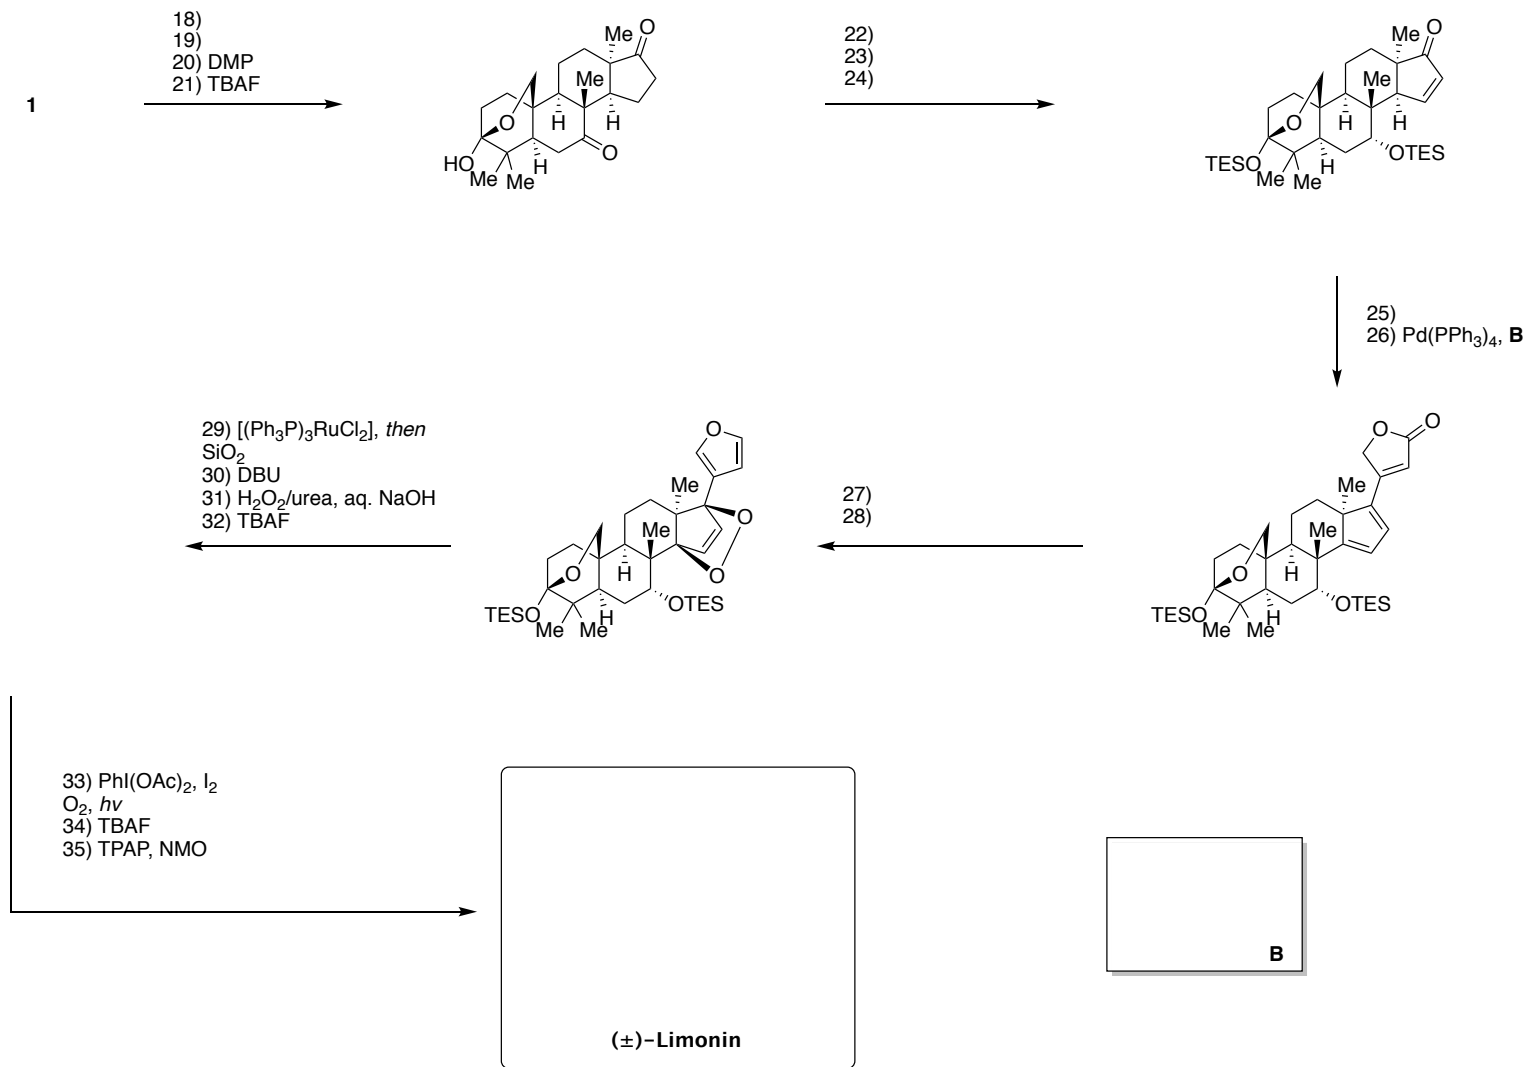 1
18)
19)
20) DMP
21) TBAF
Me
O
Me
O
H
H
HO
H
O
Me
Me
22)
23)
24)
Me
O
Me
O
H
H
TESO
H
OTES
Me
Me
25)
26) Pd(PPh3)4, B
O
O
Me
Me
O
H
TESO
H
OTES
Me
Me
27)
28)
O
Me
O
Me
O
O
H
TESO
H
OTES
Me
Me
29) [(Ph3P)3RuCl2], then
SiO2
30) DBU
31) H2O2/urea, aq. NaOH
32) TBAF
33) PhI(OAc)2, I2
O2, hv
34) TBAF
35) TPAP, NMO
(±)-Limonin
B